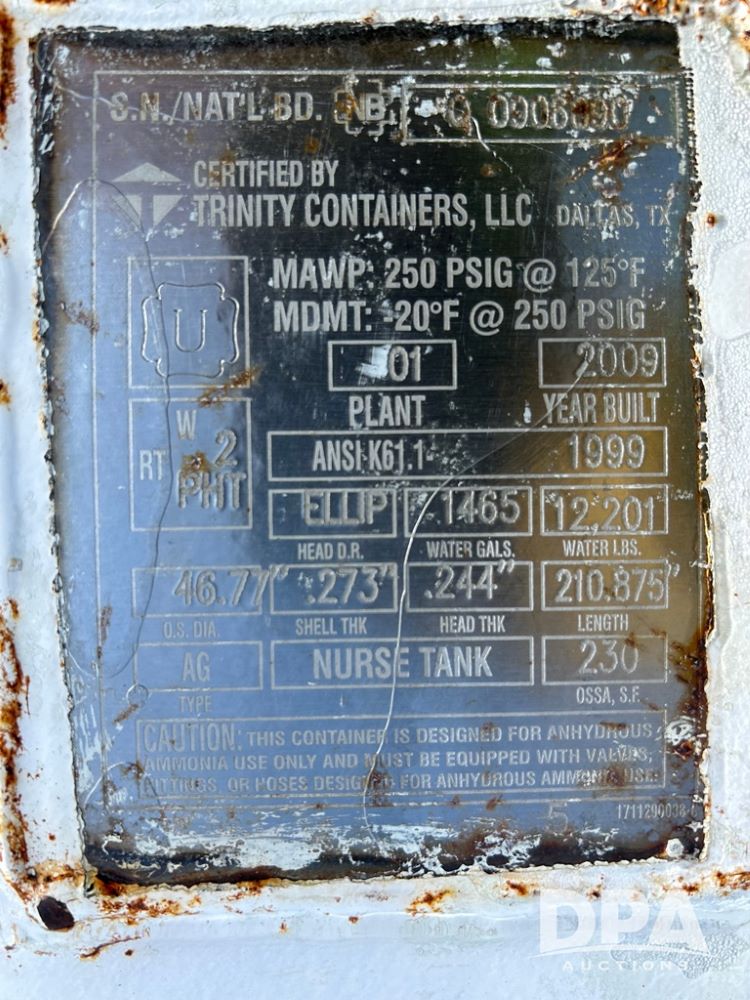 S.N./NAT'L BD. NB
CERTIFIED BY
TRINITY CONTAINERS, LLC DALLAS, TX
MAWP: 250 PSIG @ 125°F
MDMT: -20°F @ 250 PSIG
U
01 2009
PLANT YEAR BUILT
W
RT 2
PHT
ANSI K61.1- 1999
ELLIP 1465 12,201
HEAD D.R. WATER GALS. WATER LBS.
46.77" .273" .244" 210.875"
O.S. DIA. SHELL THK HEAD THK LENGTH
AG NURSE TANK 230
TYPE OSSA, S.F.
CAUTION: THIS CONTAINER IS DESIGNED FOR ANHYDROUS
AMMONIA USE ONLY AND MUST BE EQUIPPED WITH VALVES,
FITTINGS, OR HOSES DESIGNED FOR ANHYDROUS AMMONIA USE.
5
DPA
AUCTIONS